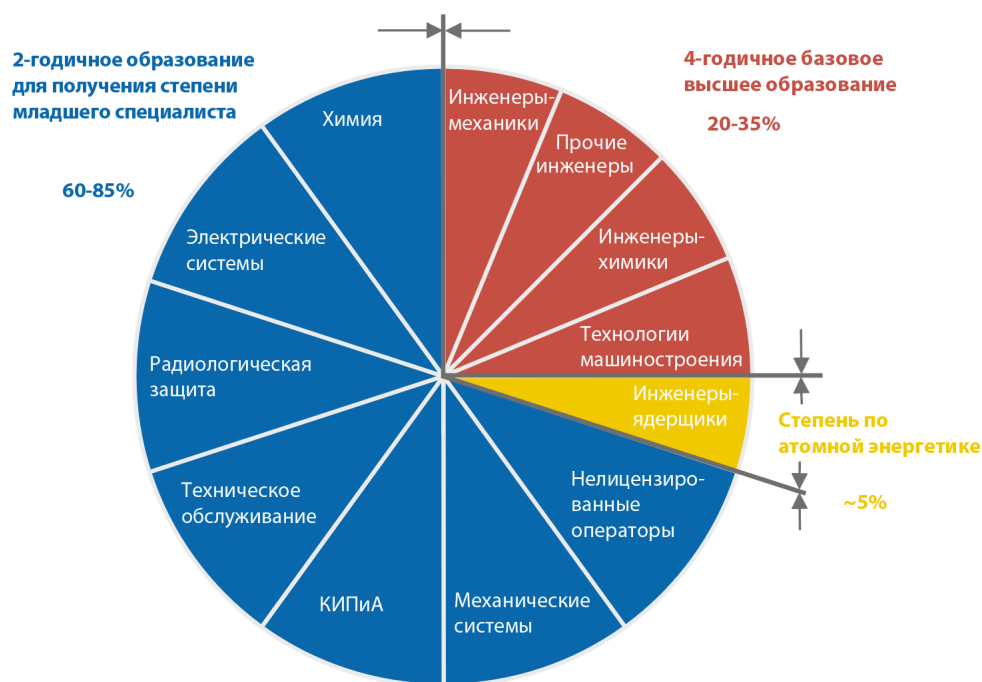 2-годичное образование
для получения степени
младшего специалиста
60-85%
4-годичное базовое
высшее образование
20-35%
Химия
Инженеры-
механики
Прочие
инженеры
Инженеры-
химики
Технологии
машиностроения
Инженеры-
ядерщики
Степень по
атомной энергетике
~5%
Электрические
системы
Радиологическая
защита
Техническое
обслуживание
КИПиА
Механические
системы
Нелицензиро-
ванные
операторы